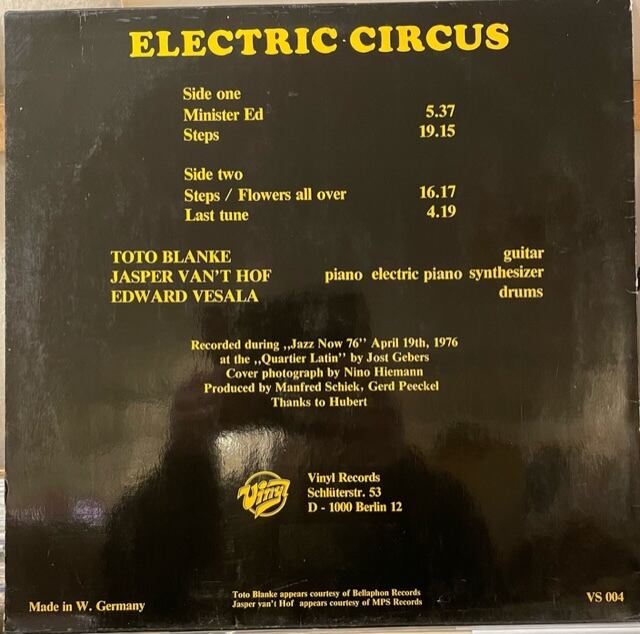 ELECTRIC CIRCUS
Side one
Minister Ed 5.37
Steps 19.15
Side two
Steps / Flowers all over 16.17
Last tune 4.19
TOTO BLANKE guitar
JASPER VAN'T HOF piano electric piano synthesizer
EDWARD VESALA drums
Recorded during ,,Jazz Now 76'' April 19th, 1976
at the ,,Quartier Latin'' by Jost Gebers
Cover photograph by Nino Hiemann
Produced by Manfred Schiek, Gerd Peeckel
Thanks to Hubert
Vinyl
Vinyl Records
Schlüterstr. 53
D - 1000 Berlin 12
Toto Blanke appears courtesy of Bellaphon Records
Jasper van't Hof appears courtesy of MPS Records
Made in W. Germany VS 004